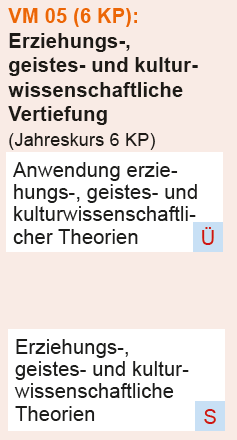 VM 05 (6 KP):
Erziehungs-,
geistes- und kultur-
wissenschaftliche
Vertiefung
(Jahreskurs 6 KP)
Anwendung erzie-
hungs-, geistes- und
kulturwissenschaftli-
cher Theorien
Ü
Erziehungs-,
geistes- und kultur-
wissenschaftliche
Theorien
S